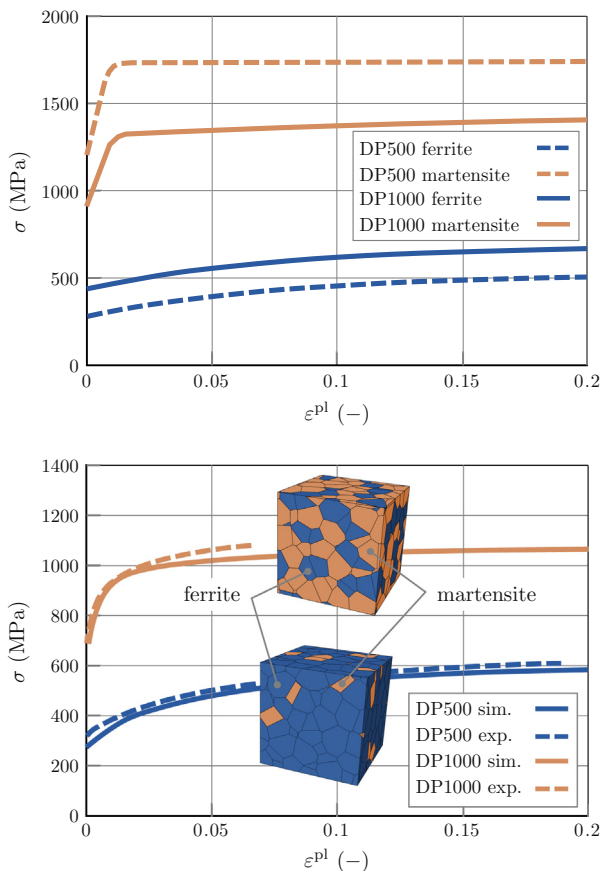 2000
1500
1000
500
0
σ (MPa)
DP500 ferrite
DP500 martensite
DP1000 ferrite
DP1000 martensite
0 0.05 0.1 0.15 0.2
ε^pl (−)
1400
1200
1000
800
600
400
200
0
σ (MPa)
ferrite
martensite
DP500 sim.
DP500 exp.
DP1000 sim.
DP1000 exp.
0 0.05 0.1 0.15 0.2
ε^pl (−)